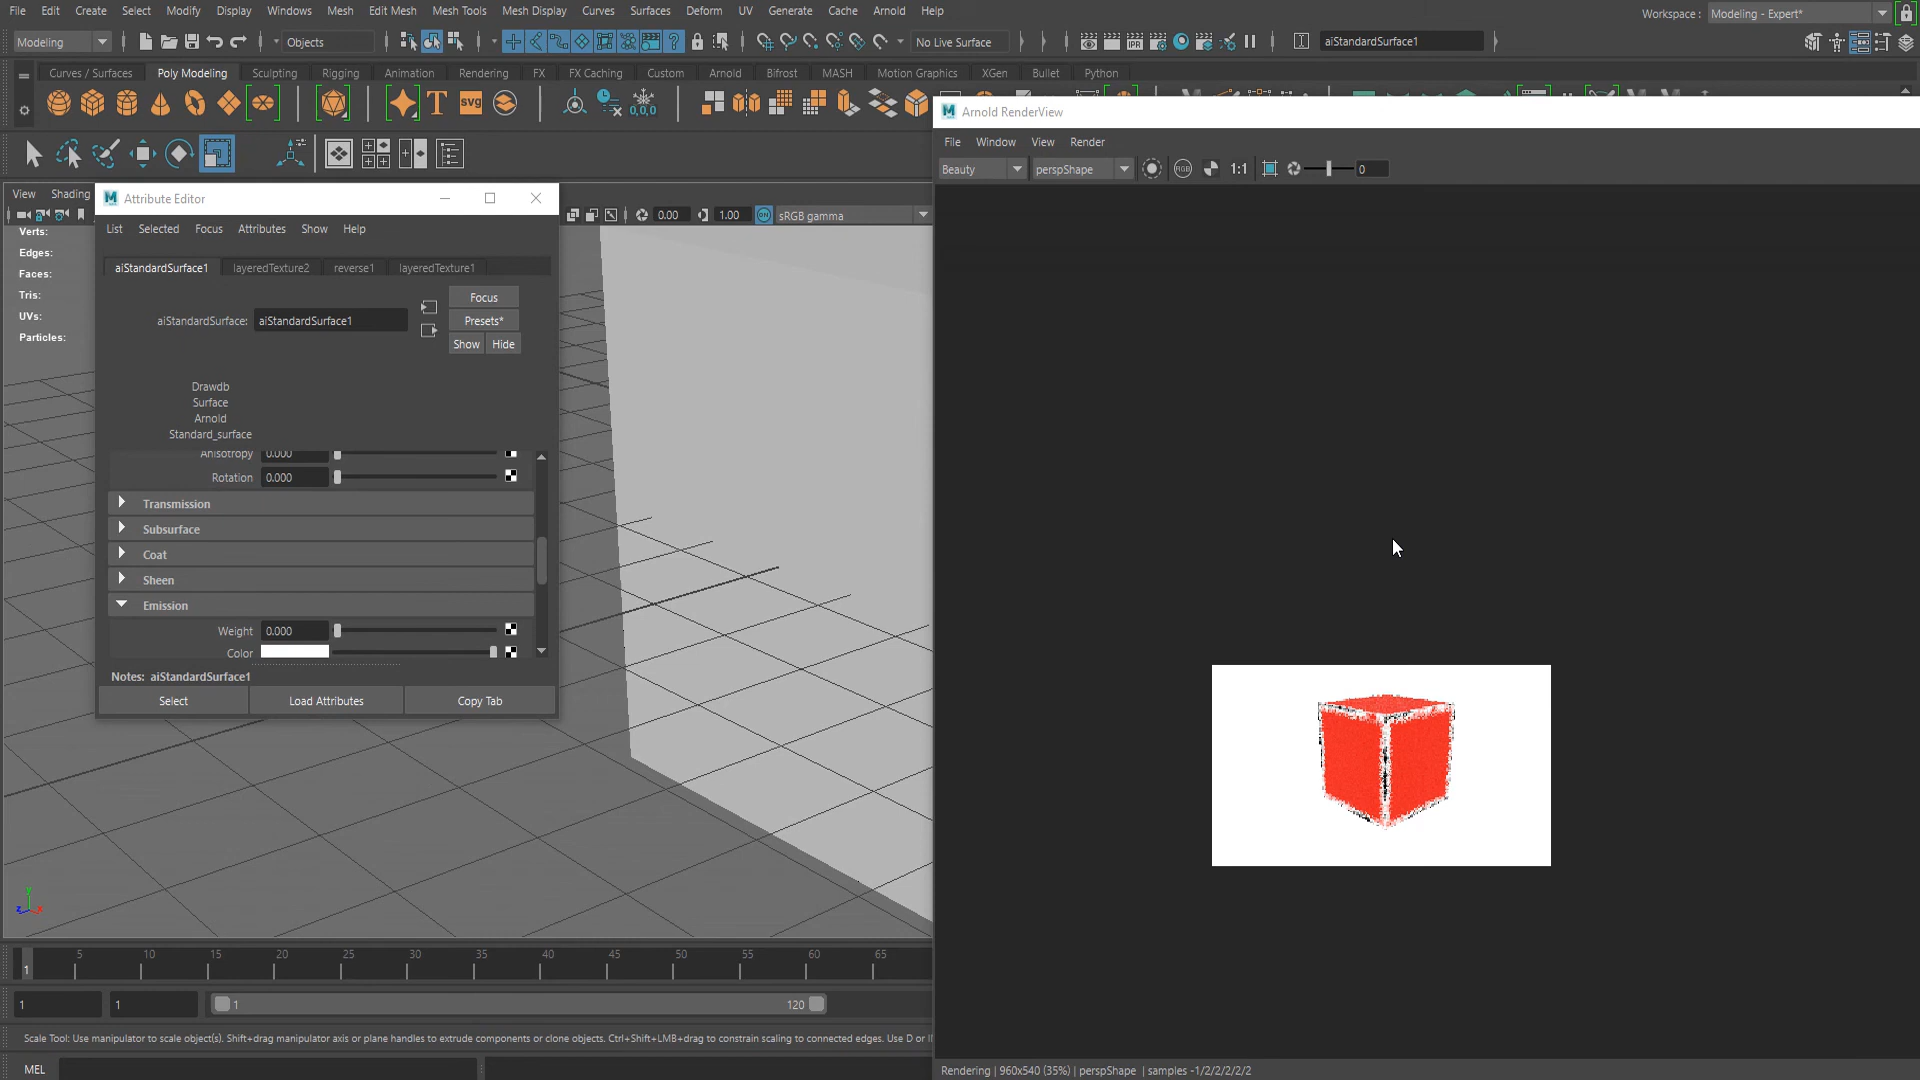 File Edit Create Select Modify Display Windows Mesh Edit Mesh Mesh Tools Mesh Display Curves Surfaces Deform UV Generate Cache Arnold Help
Workspace : Modeling - Expert*
Modeling Objects No Live Surface IPR aiStandardSurface1
Curves / Surfaces Poly Modeling Sculpting Rigging Animation Rendering FX FX Caching Custom Arnold Bifrost MASH Motion Graphics XGen Bullet Python
T SVG 0,0,0
M Arnold RenderView
File Window View Render
Beauty perspShape RGB 1:1 0
View Shading
M Attribute Editor
0.00 1.00 ON sRGB gamma
List Selected Focus Attributes Show Help
Verts:
Edges:
Faces:
Tris:
UVs:
Particles:
aiStandardSurface1 layeredTexture2 reverse1 layeredTexture1
Focus
aiStandardSurface: aiStandardSurface1
Presets*
Show Hide
Drawdb
Surface
Arnold
Standard_surface
Anisotropy 0.000
Rotation 0.000
Transmission
Subsurface
Coat
Sheen
Emission
Weight 0.000
Color
Notes: aiStandardSurface1
Select Load Attributes Copy Tab
y
z x
5 10 15 20 25 30 35 40 45 50 55 60 65
1
1 1 1 120
Scale Tool: Use manipulator to scale object(s). Shift+drag manipulator axis or plane handles to extrude components or clone objects. Ctrl+Shift+LMB+drag to constrain scaling to connected edges. Use D or
MEL
Rendering | 960x540 (35%) | perspShape | samples -1/2/2/2/2/2